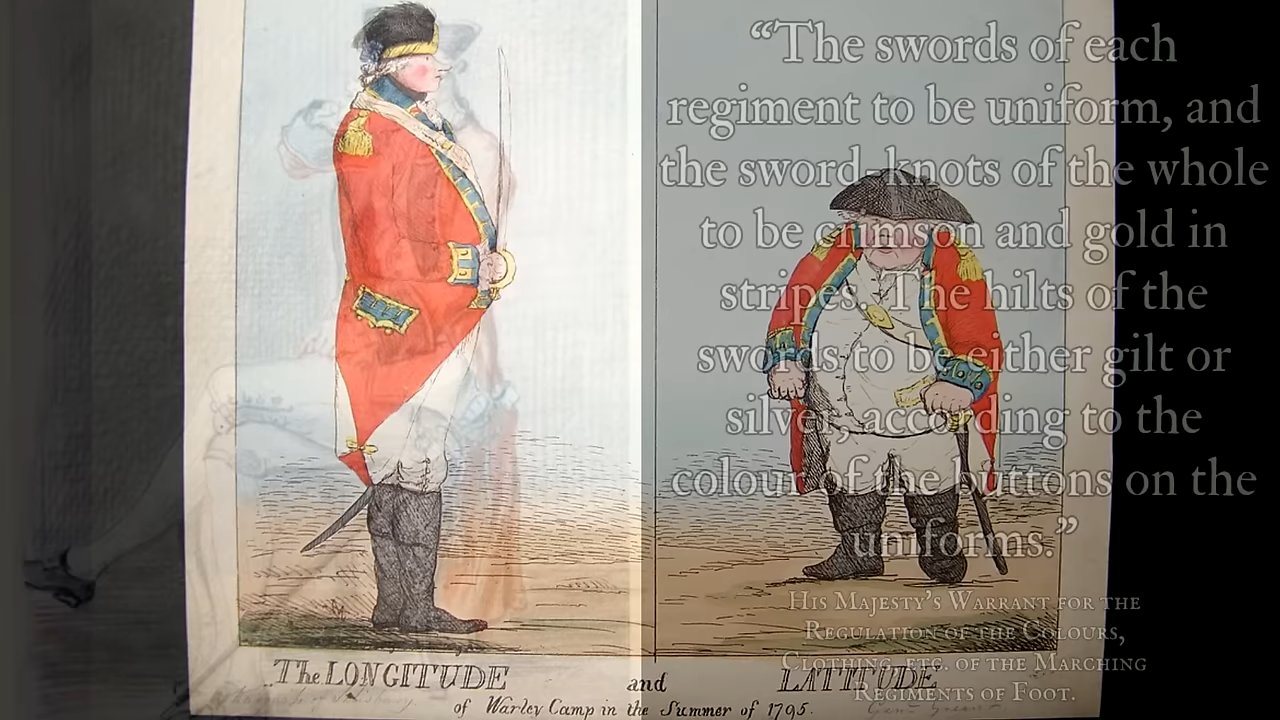 “The swords of each
regiment to be uniform, and
the sword-knots of the whole
to be crimson and gold in
stripes. The hilts of the
swords to be either gilt or
silver, according to the
colour of the buttons on the
uniforms.”
His Majesty's Warrant for the
Regulation of the Colours,
Clothing, etc. of the Marching
Regiments of Foot.
The LONGITUDE and LATITUDE
of Warley Camp in the Summer of 1795.